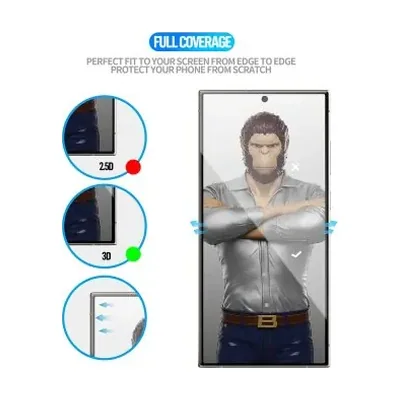 FULL COVERAGE
PERFECT FIT TO YOUR SCREEN FROM EDGE TO EDGE
PROTECT YOUR PHONE FROM SCRATCH
2.5D
3D